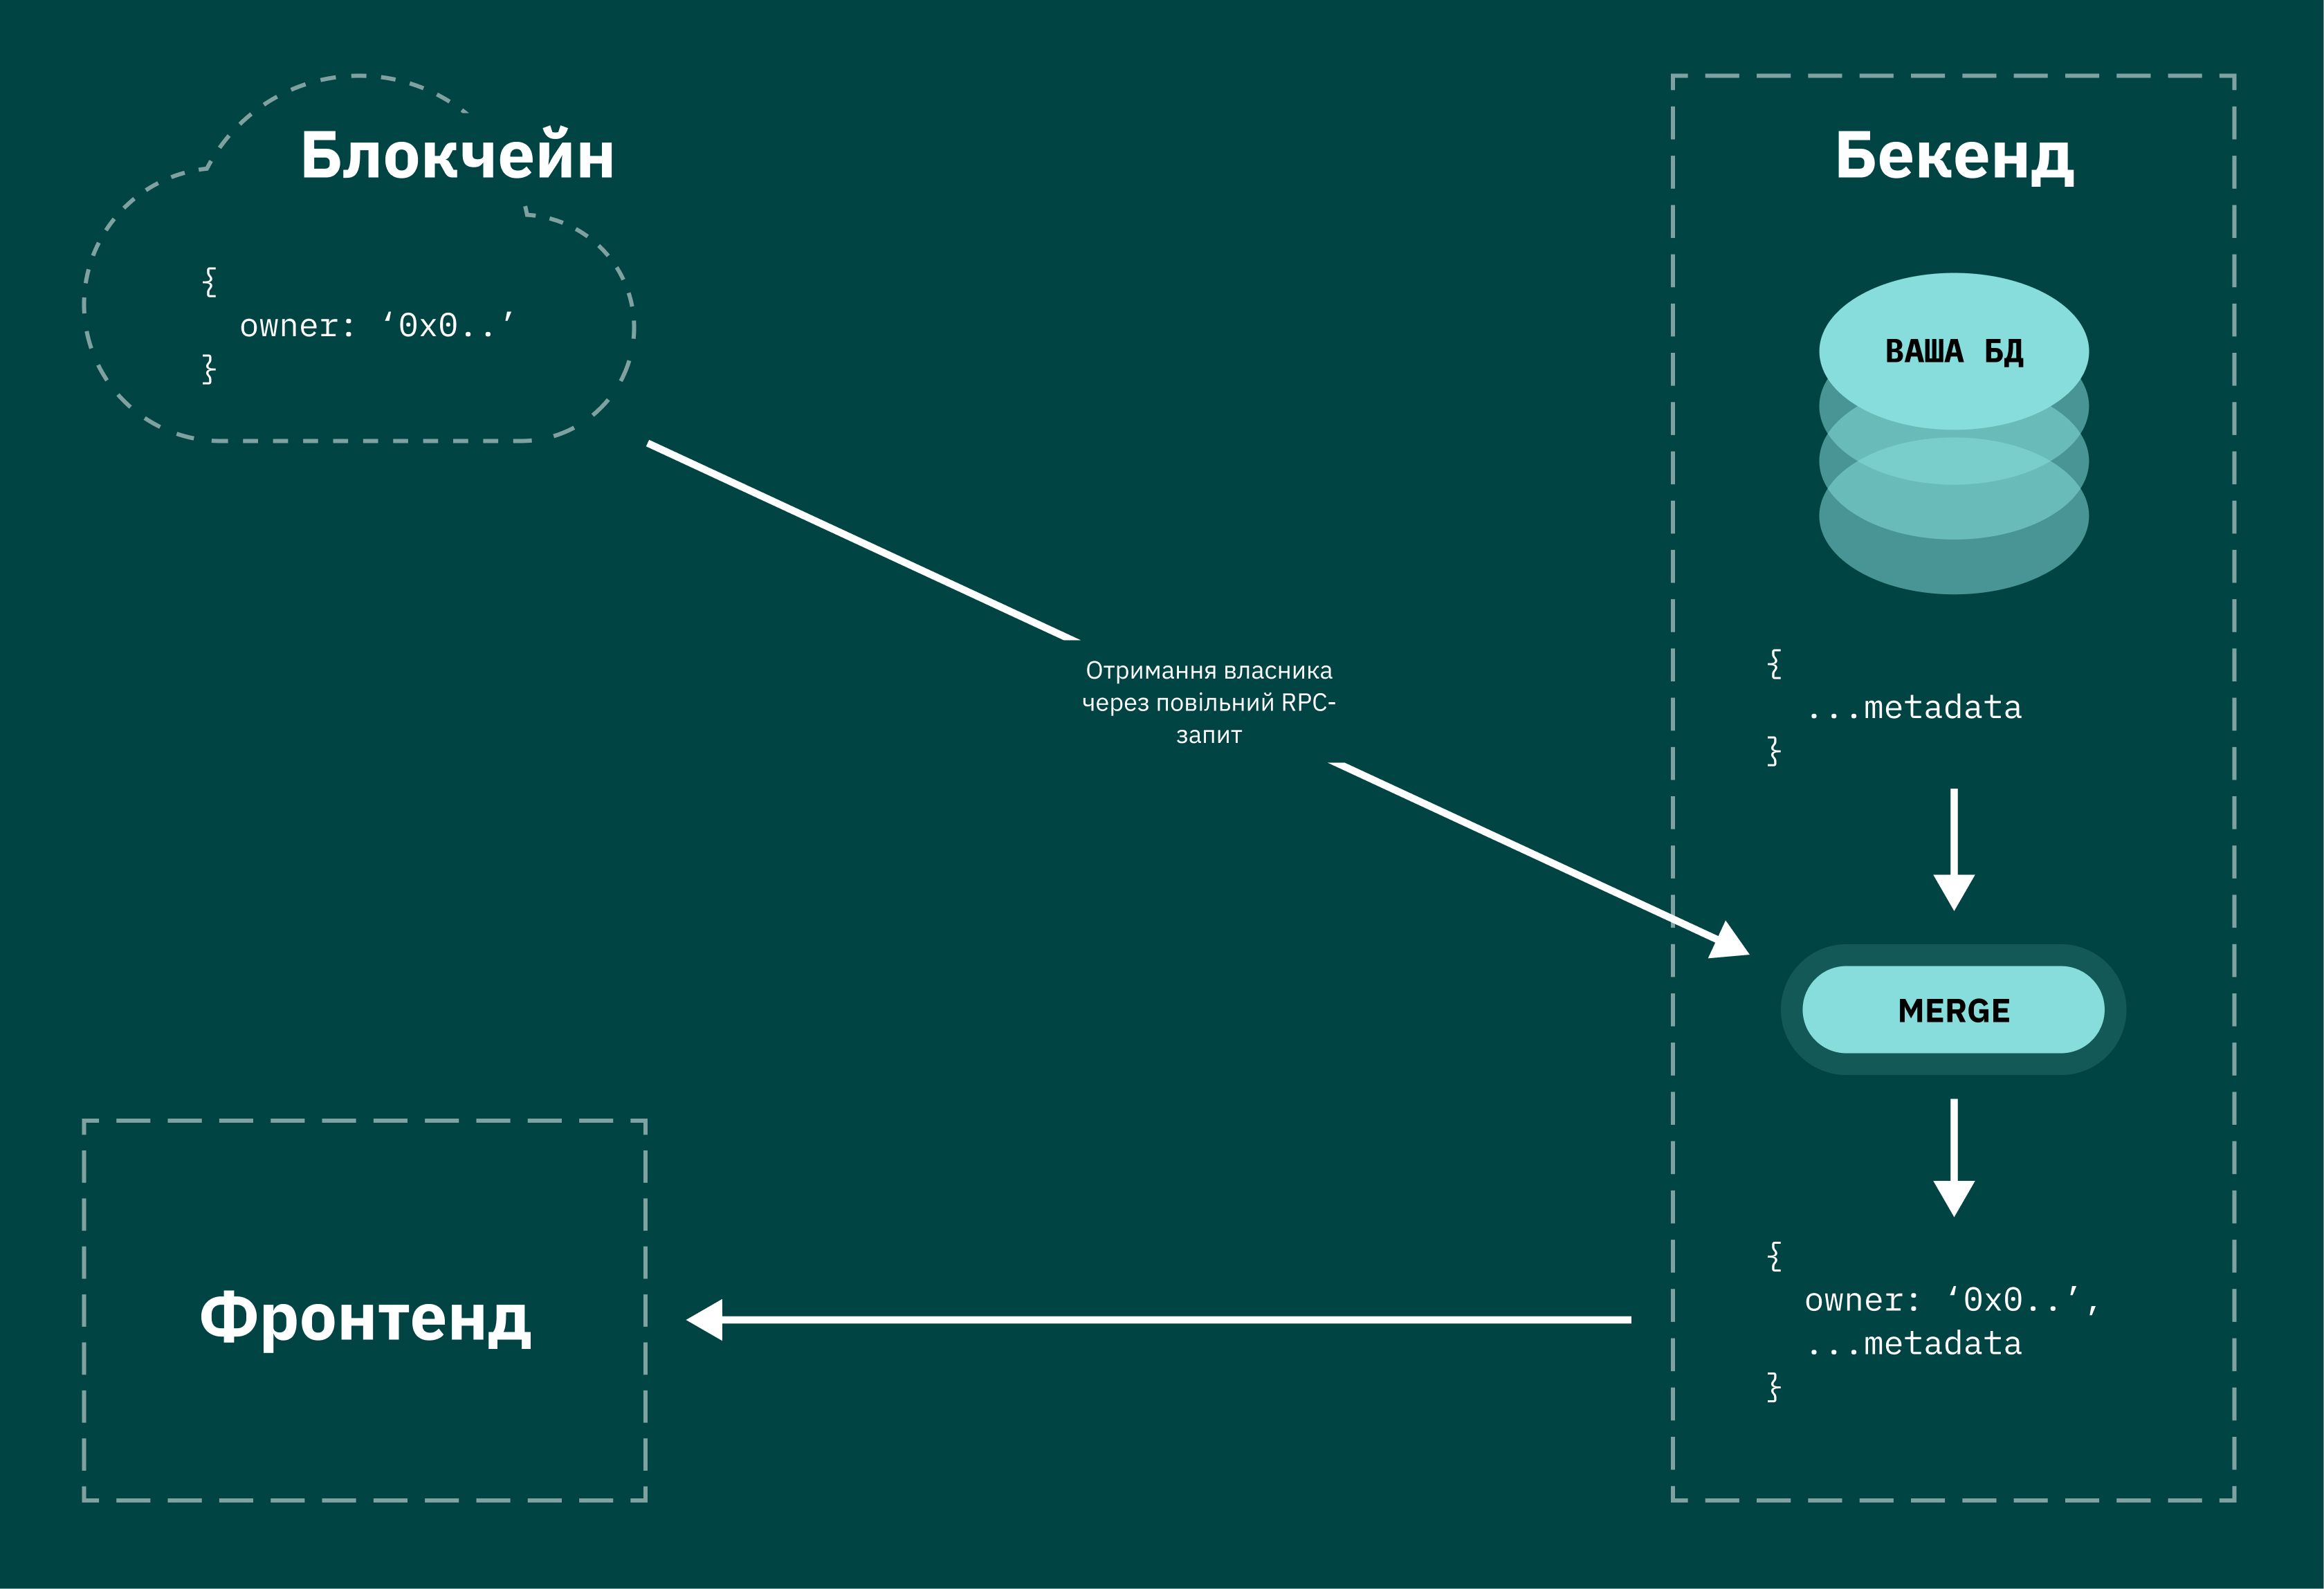 Блокчейн
{
owner: ‘0x0..’
}
Отримання власника
через повільний RPC-
запит
Бекенд
ВАША БД
{
...metadata
}
MERGE
{
owner: ‘0x0..’,
...metadata
}
Фронтенд